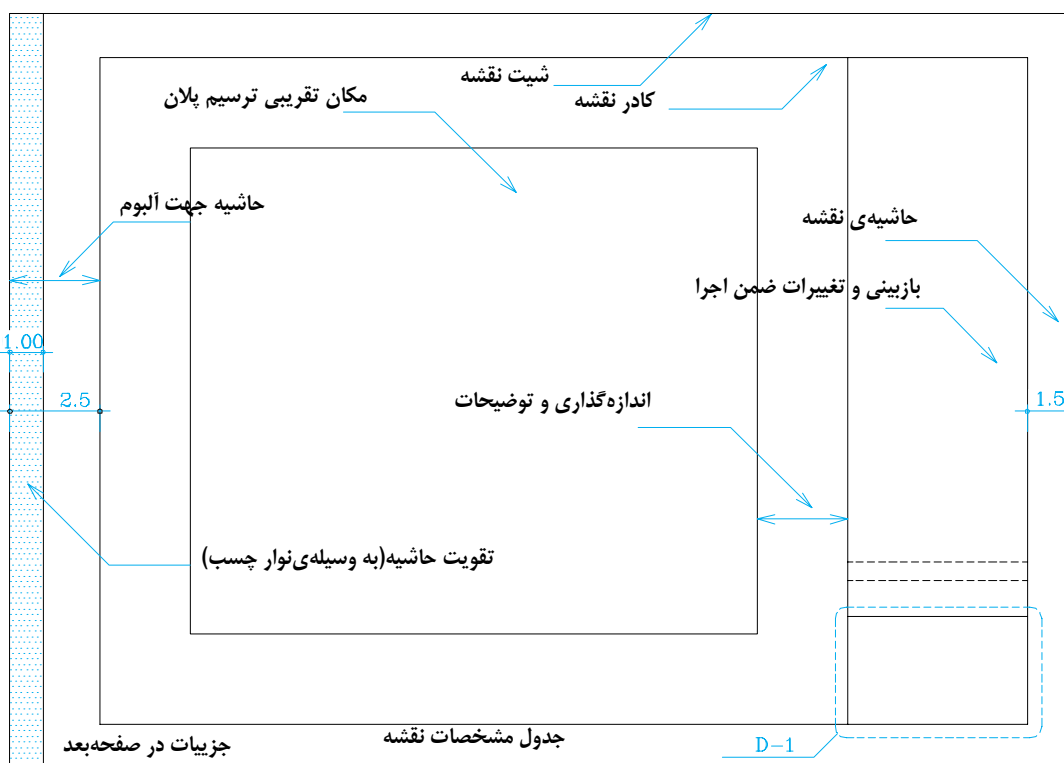 شیت نقشه
کادر نقشه
مکان تقریبی ترسیم پلان
حاشیه جهت آلبوم
حاشیه‌ی نقشه
بازبینی و تغییرات ضمن اجرا
1.00
2.5
1.5
اندازه‌گذاری و توضیحات
تقویت حاشیه(به وسیله‌ی‌نوار چسب)
جدول مشخصات نقشه
جزییات در صفحه‌بعد
D-1